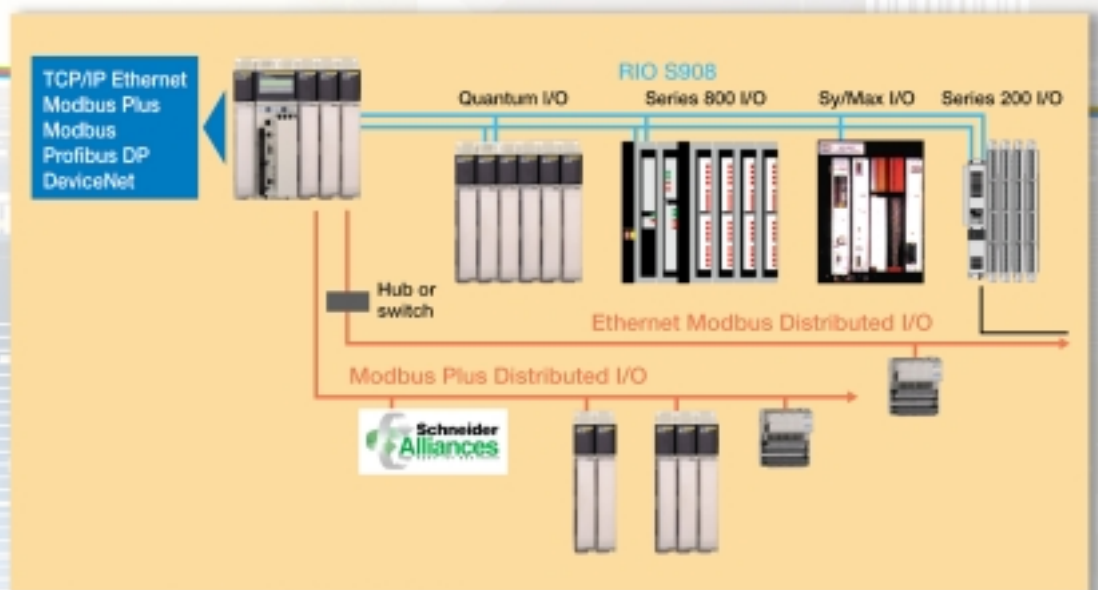 TCP/IP Ethernet
Modbus Plus
Modbus
Profibus DP
DeviceNet
RIO S908
Quantum I/O
Series 800 I/O
Sy/Max I/O
Series 200 I/O
Hub or
switch
Ethernet Modbus Distributed I/O
Modbus Plus Distributed I/O
Schneider
Alliances